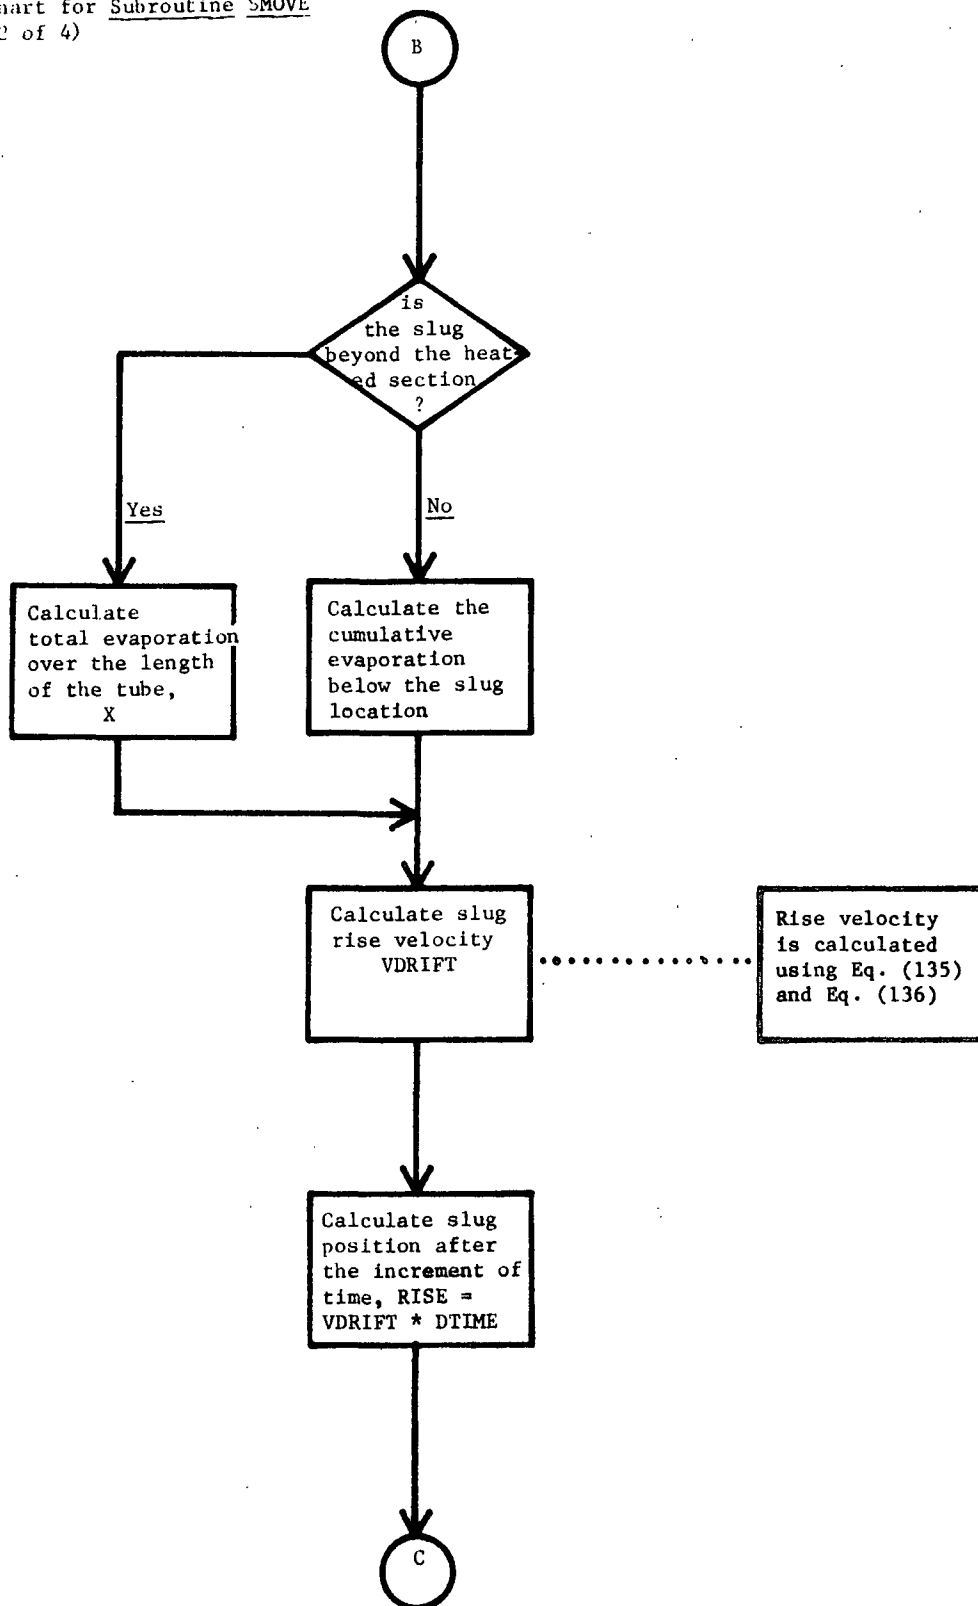 for Subroutine SMOVE
of 4)
B
is
the slug
beyond the heat-
ed section
?
Yes
No
Calculate
total evaporation
over the length
of the tube,
X
Calculate the
cumulative
evaporation
below the slug
location
Calculate slug
rise velocity
VDRIFT
Rise velocity
is calculated
using Eq. (135)
and Eq. (136)
Calculate slug
position after
the increment of
time, RISE =
VDRIFT * DTIME
C